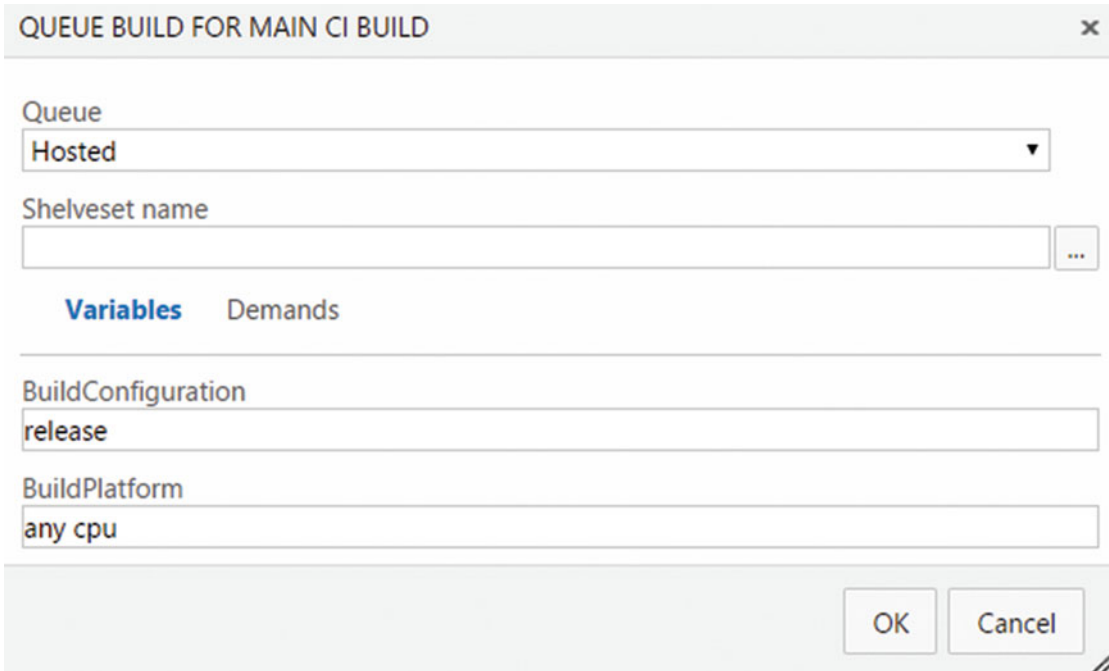 QUEUE BUILD FOR MAIN CI BUILD ×
Queue
Hosted
Shelveset name
...
Variables Demands
BuildConfiguration
release
BuildPlatform
any cpu
OK Cancel